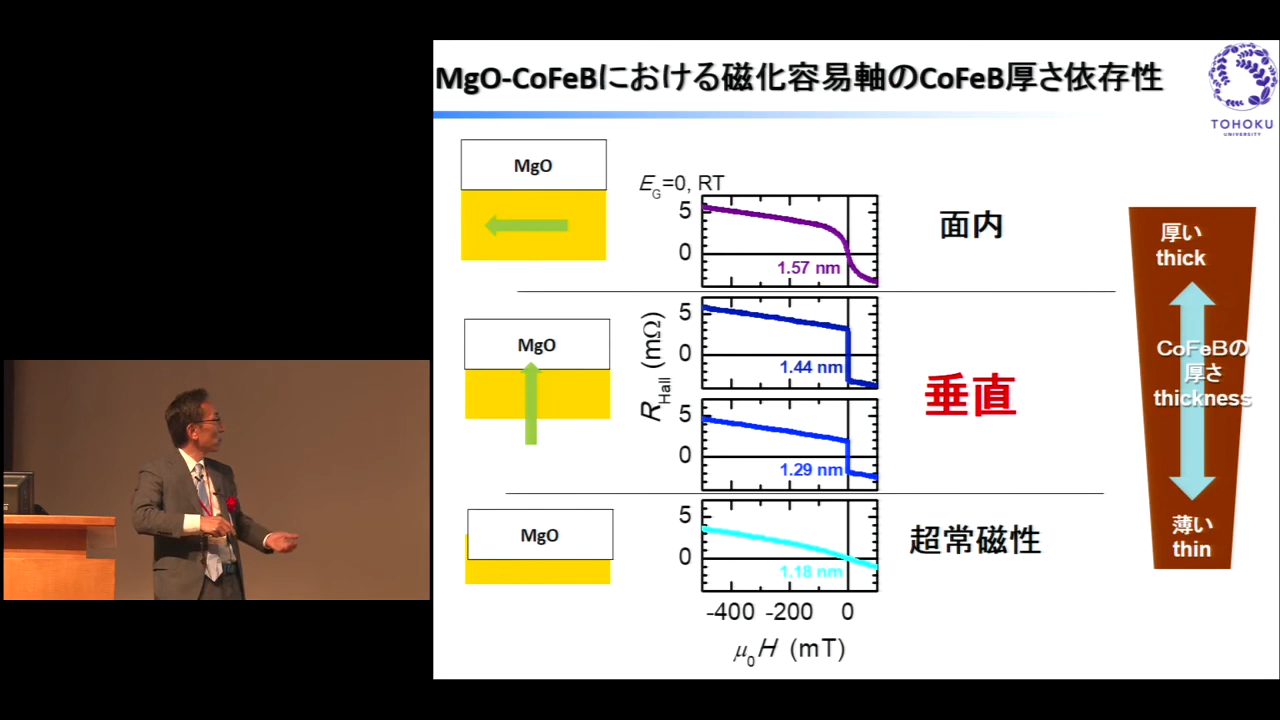 MgO-CoFeBにおける磁化容易軸のCoFeB厚さ依存性
TOHOKU
UNIVERSITY
MgO
E_G=0, RT
5
0
1.57 nm
面内
MgO
R_Hall (mΩ)
5
0
1.44 nm
垂直
5
0
1.29 nm
MgO
5
0
1.18 nm
超常磁性
-400 -200 0
μ_0 H (mT)
厚い
thick
CoFeBの
厚さ
thickness
薄い
thin